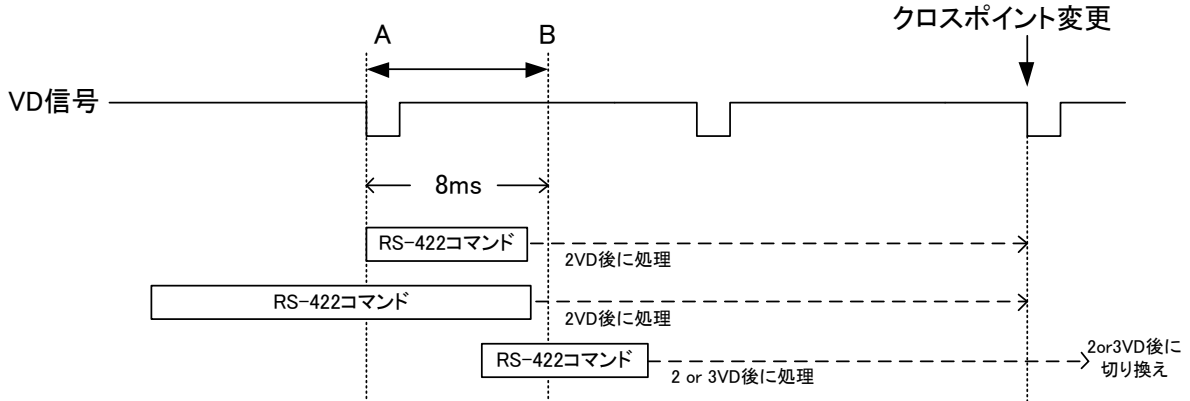 クロスポイント変更
A
B
VD信号
8ms
RS-422コマンド
2VD後に処理
RS-422コマンド
2VD後に処理
RS-422コマンド
2 or 3VD後に処理
2or3VD後に
切り換え